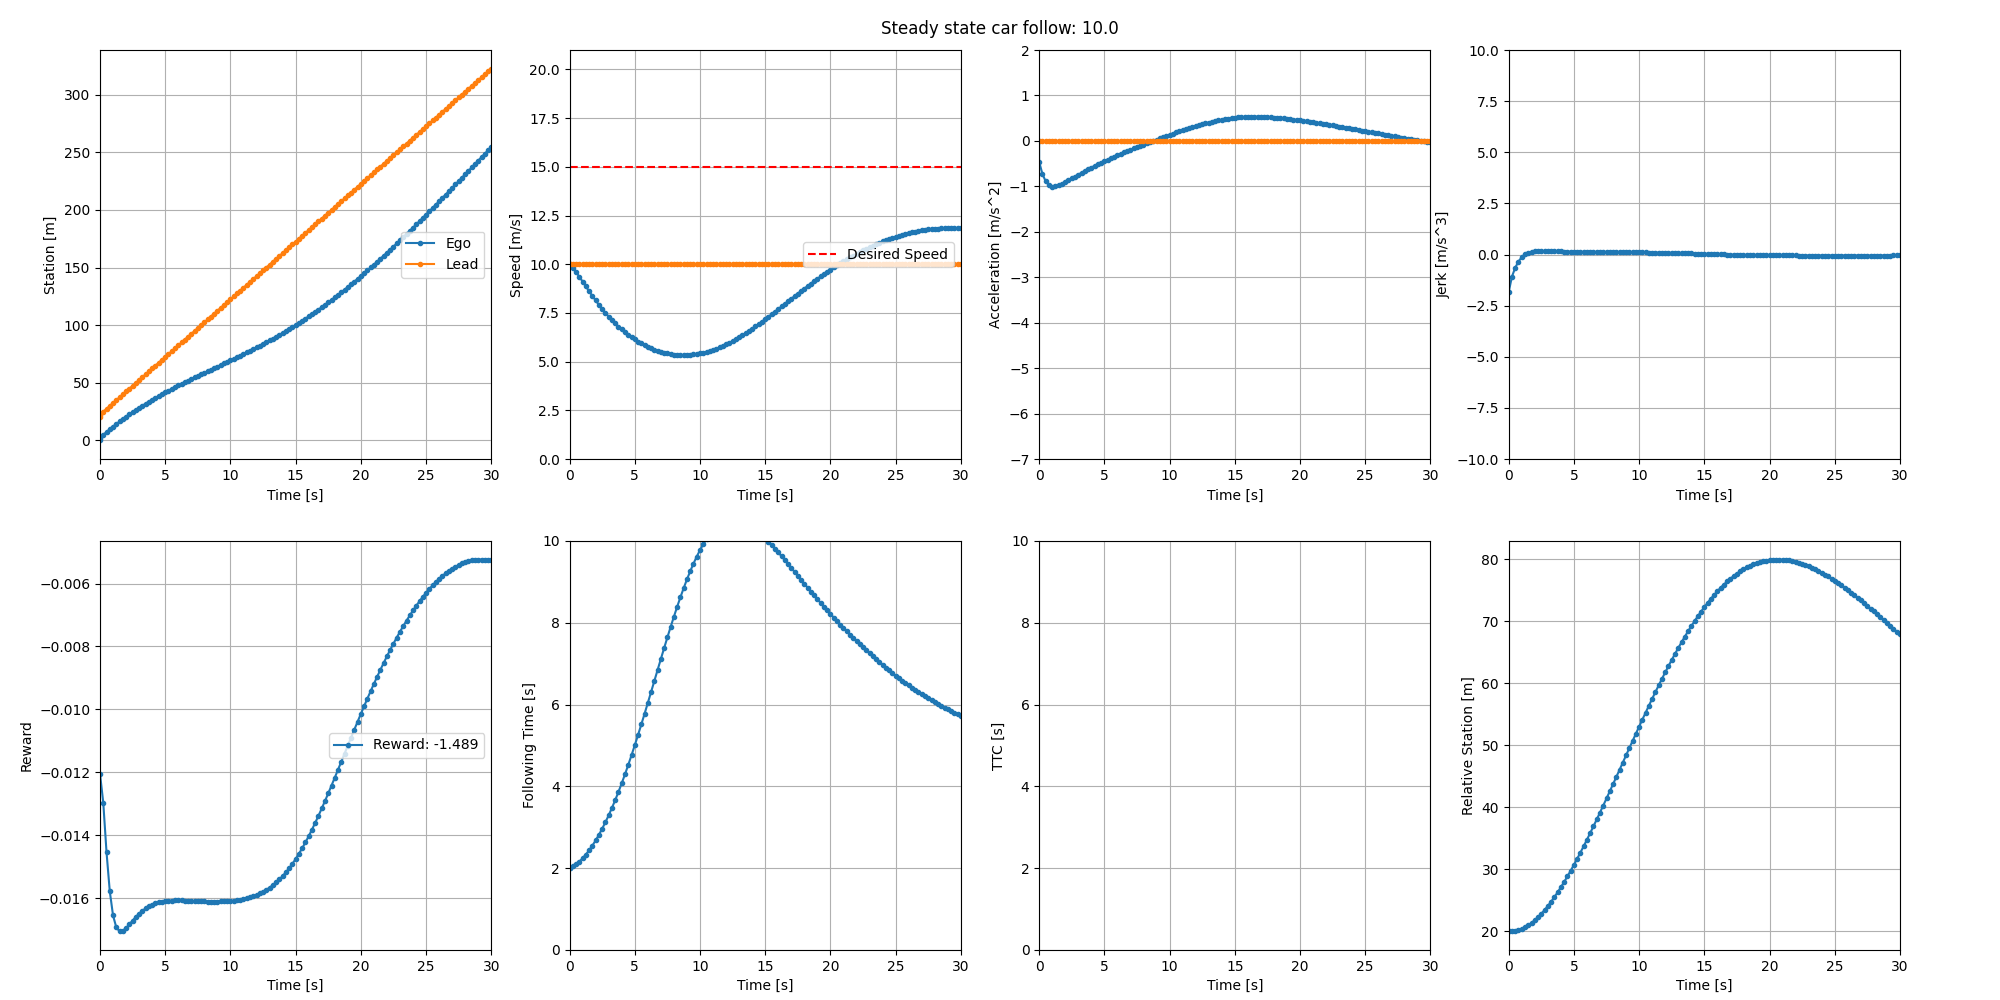 Steady state car follow: 10.0
Station [m]
300
250
200
150
100
50
0
Ego
Lead
0 5 10 15 20 25 30
Time [s]
Speed [m/s]
20.0
17.5
15.0
12.5
10.0
7.5
5.0
2.5
0.0
Desired Speed
0 5 10 15 20 25 30
Time [s]
Acceleration [m/s^2]
2
1
0
−1
−2
−3
−4
−5
−6
−7
0 5 10 15 20 25 30
Time [s]
Jerk [m/s^3]
10.0
7.5
5.0
2.5
0.0
−2.5
−5.0
−7.5
−10.0
0 5 10 15 20 25 30
Time [s]
Reward
−0.006
−0.008
−0.010
−0.012
−0.014
−0.016
Reward: -1.489
0 5 10 15 20 25 30
Time [s]
Following Time [s]
10
8
6
4
2
0
0 5 10 15 20 25 30
Time [s]
TTC [s]
10
8
6
4
2
0
0 5 10 15 20 25 30
Time [s]
Relative Station [m]
80
70
60
50
40
30
20
0 5 10 15 20 25 30
Time [s]